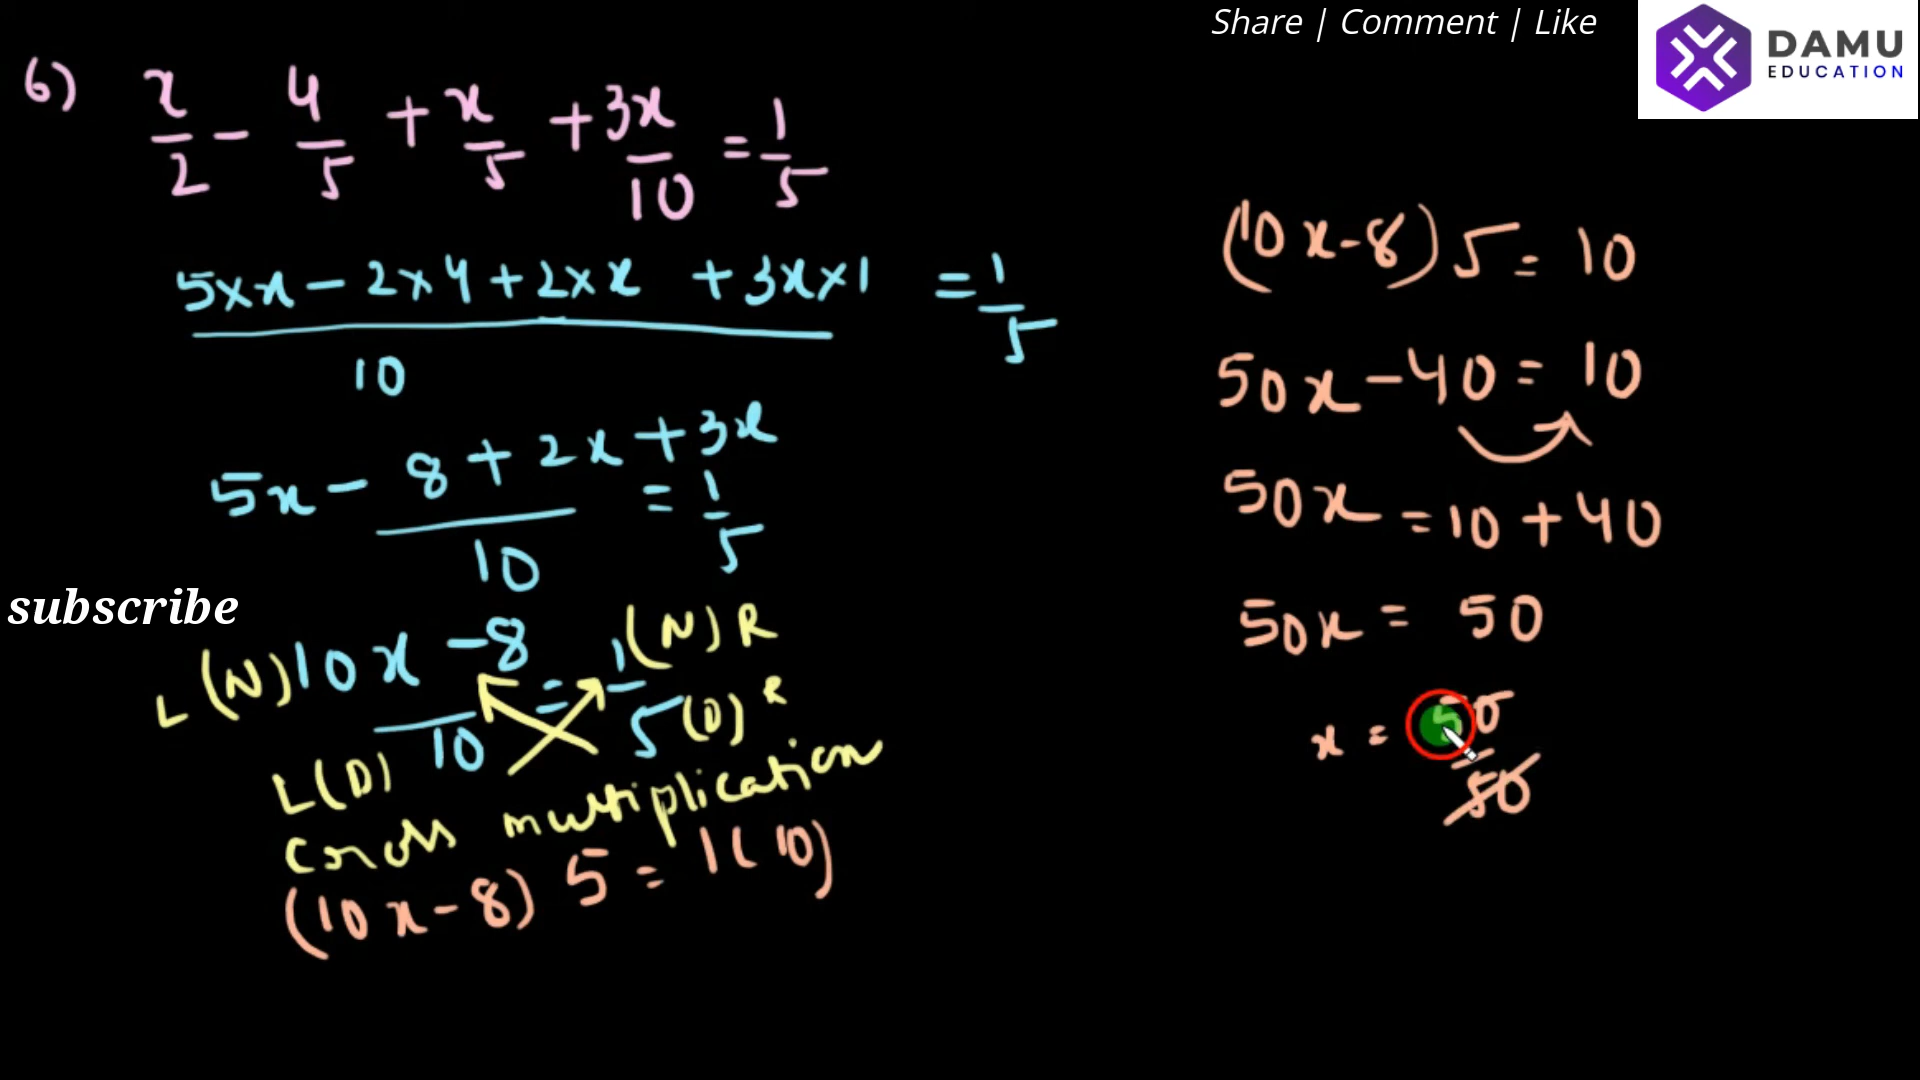 Share | Comment | Like
DAMU
EDUCATION
6) x/2 - 4/5 + x/5 + 3x/10 = 1/5
5×x - 2×4 + 2×x + 3x×1 / 10 = 1/5
5x - 8 + 2x + 3x / 10 = 1/5
subscribe
L (N) 10x - 8 / 10 = 1/5 (N) R
L (D) (D) R
cross multiplication
(10x - 8) 5 = 1(10)
(10x - 8) 5 = 10
50x - 40 = 10
50x = 10 + 40
50x = 50
x = 50/50